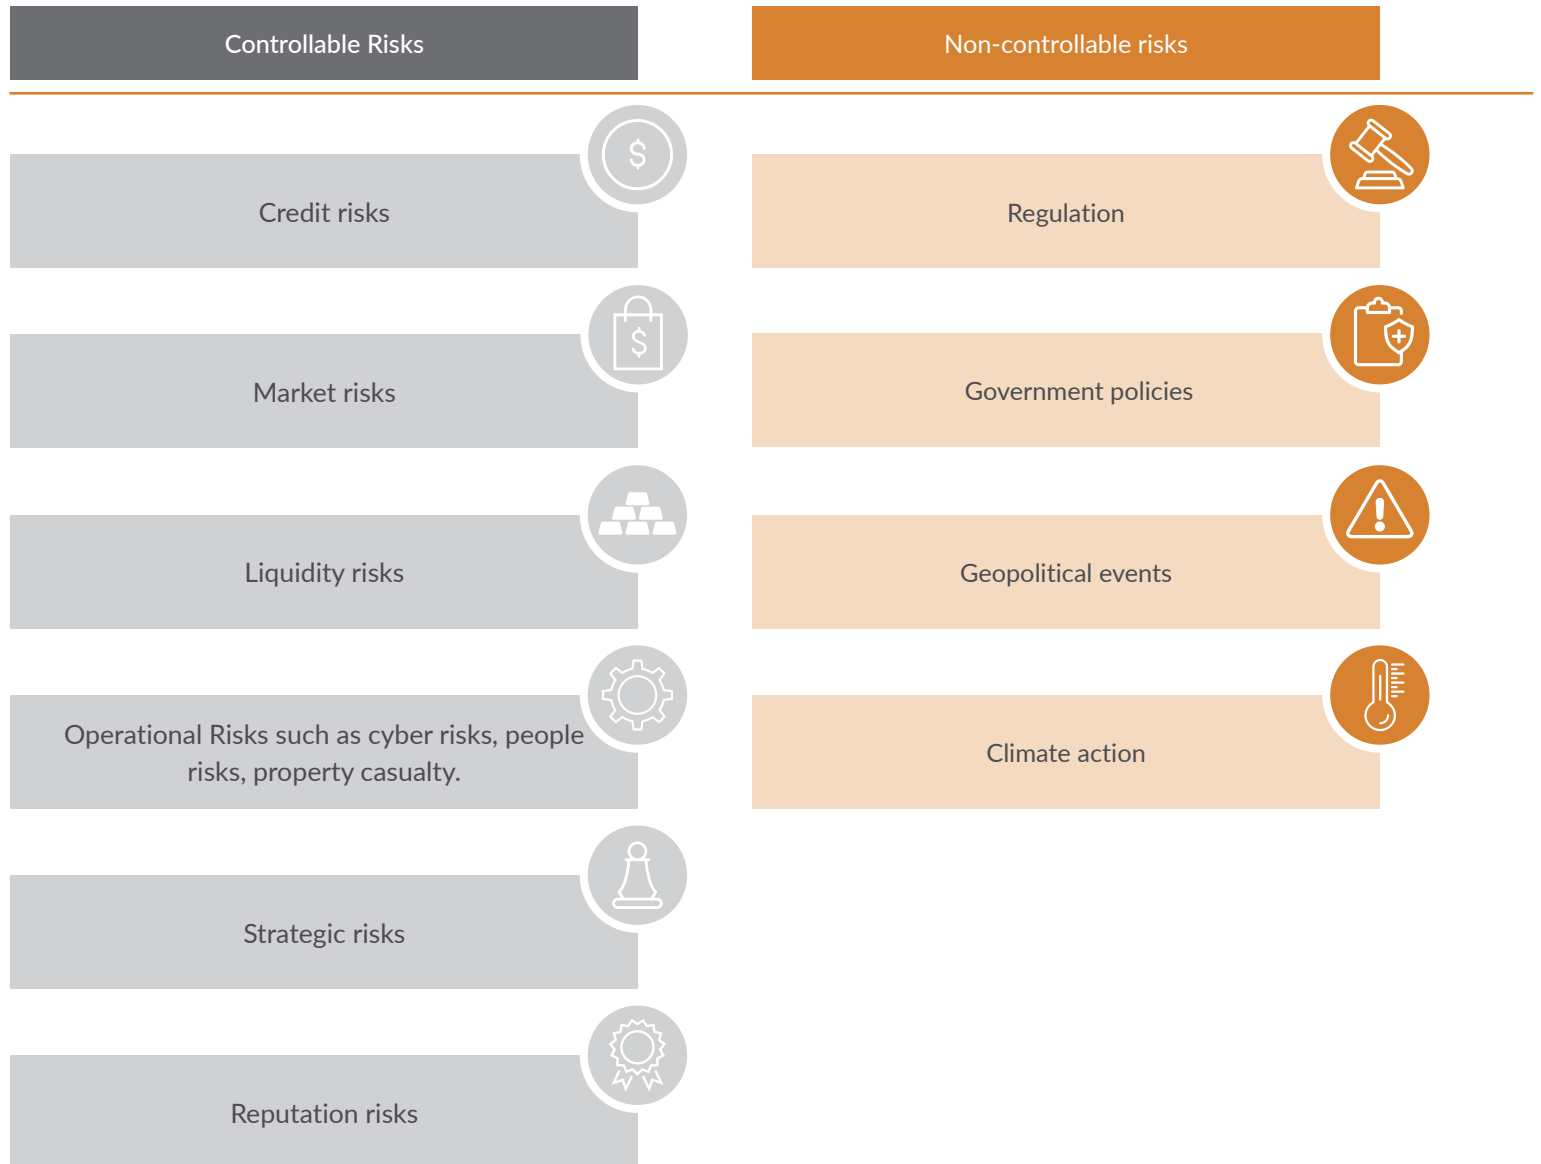 Controllable Risks
Non-controllable risks
$
Credit risks
Regulation
$
Market risks
Government policies
Liquidity risks
Geopolitical events
Operational Risks such as cyber risks, people
risks, property casualty.
Climate action
Strategic risks
Reputation risks